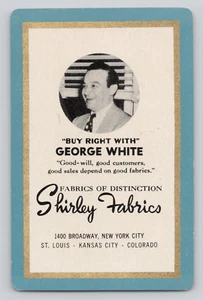 "BUY RIGHT WITH"
GEORGE WHITE
"Good-will, good customers,
good sales depend on good fabrics."
FABRICS OF DISTINCTION
Shirley Fabrics
1400 BROADWAY, NEW YORK CITY
ST. LOUIS - KANSAS CITY - COLORADO